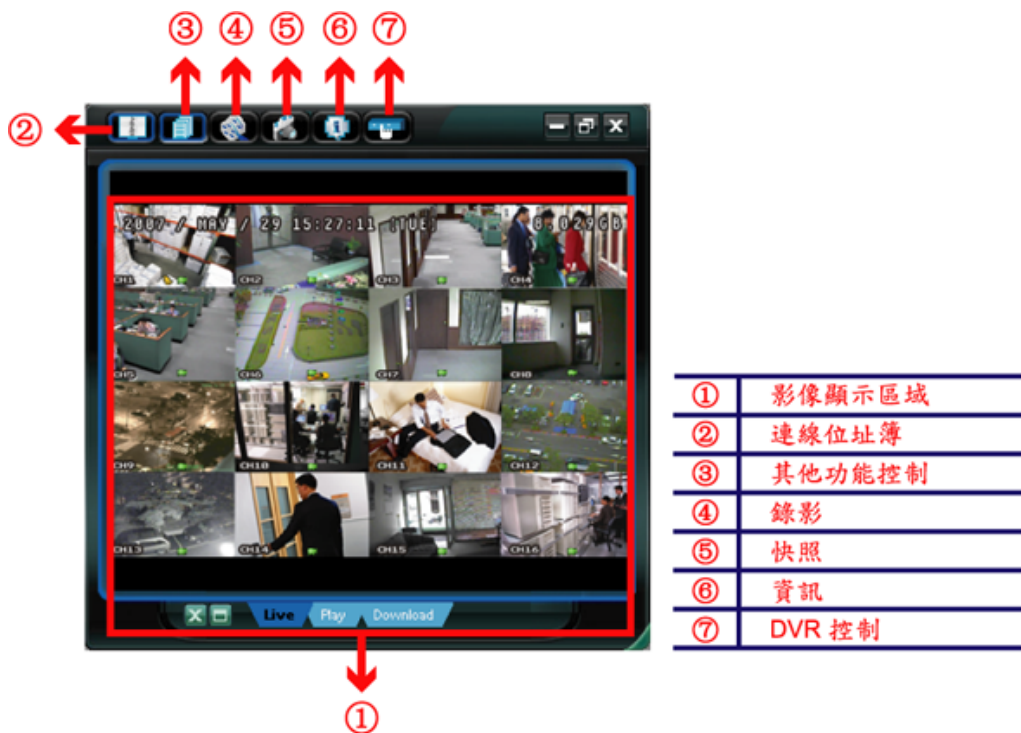 ③ ④ ⑤ ⑥ ⑦
②
2007 / MAY / 29 15:27:11 [TUE] 8.029GB
CH1 CH2 CH3 CH4
CH5 CH6 CH7 CH8
CH9 CH10 CH11 CH12
CH13 CH14 CH15 CH16
Live Play Download
①
① 影像顯示區域
② 連線位址簿
③ 其他功能控制
④ 錄影
⑤ 快照
⑥ 資訊
⑦ DVR 控制